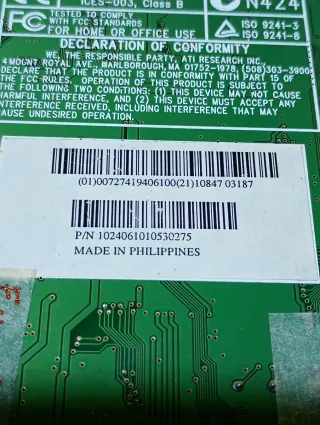 ICES-003, Class B
N424
FC
TESTED TO COMPLY
WITH FCC STANDARDS
FOR HOME OR OFFICE USE
ISO 9241-3
ISO 9241-8
DECLARATION OF CONFORMITY
WE, THE RESPONSIBLE PARTY, ATI RESEARCH INC.,
4 MOUNT ROYAL AVE., MARLBOROUGH, MA 01752-1978, (505)303-3900
DECLARE THAT THE PRODUCT IS IN CONFORMITY WITH PART 15 OF
THE FCC RULES. OPERATION OF THIS PRODUCT IS SUBJECT TO
THE FOLLOWING TWO CONDITIONS: (1) THIS DEVICE MAY NOT CAUSE
HARMFUL INTERFERENCE, AND (2) THIS DEVICE MUST ACCEPT ANY
INTERFERENCE RECEIVED, INCLUDING INTERFERENCE THAT MAY
CAUSE UNDESIRED OPERATION.
(01)00727419406100(21)10847 03187
P/N 1024061010530275
MADE IN PHILIPPINES